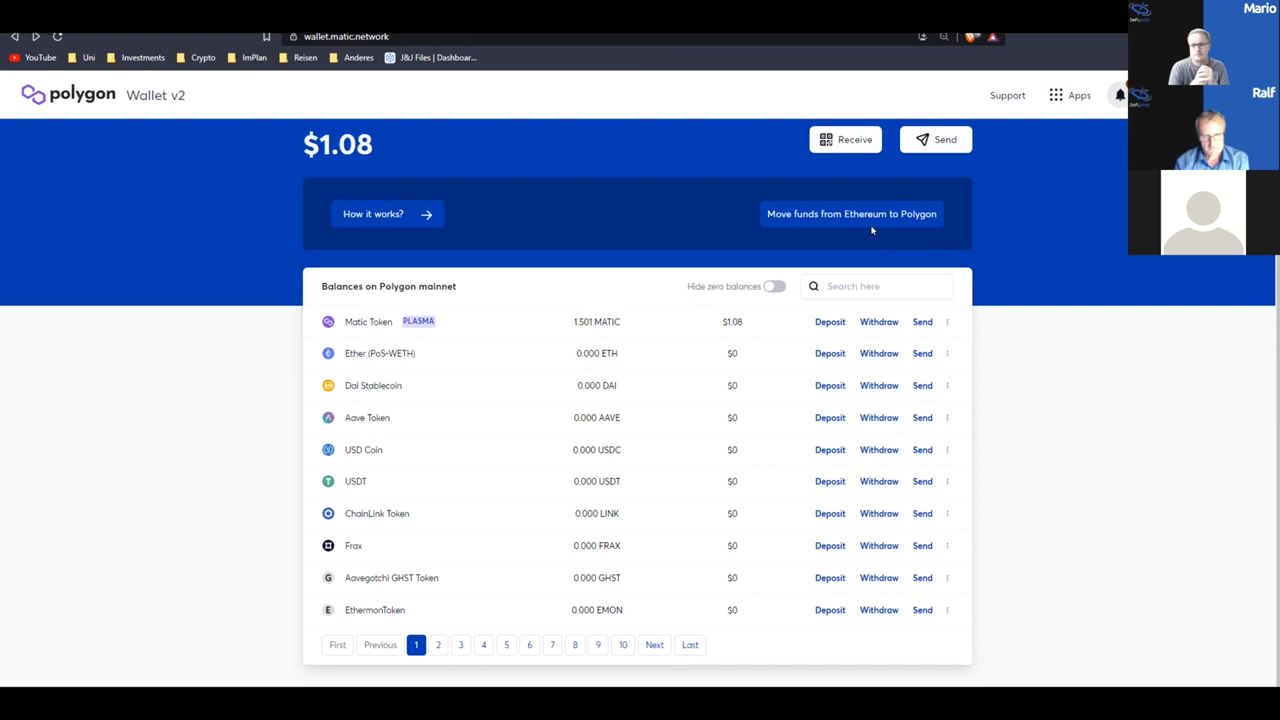 wallet.matic.network
YouTube Uni Investments Crypto ImPlan Reisen Anderes J&J Files | Dashboar...
polygon Wallet v2 Support Apps
$1.08 Receive Send
How it works? Move funds from Ethereum to Polygon
Balances on Polygon mainnet Hide zero balances Search here
Matic Token PLASMA 1.501 MATIC $1.08 Deposit Withdraw Send
Ether (PoS-WETH) 0.000 ETH $0 Deposit Withdraw Send
Dai Stablecoin 0.000 DAI $0 Deposit Withdraw Send
Aave Token 0.000 AAVE $0 Deposit Withdraw Send
USD Coin 0.000 USDC $0 Deposit Withdraw Send
USDT 0.000 USDT $0 Deposit Withdraw Send
ChainLink Token 0.000 LINK $0 Deposit Withdraw Send
Frax 0.000 FRAX $0 Deposit Withdraw Send
G Aavegotchi GHST Token 0.000 GHST $0 Deposit Withdraw Send
E EthermonToken 0.000 EMON $0 Deposit Withdraw Send
First Previous 1 2 3 4 5 6 7 8 9 10 Next Last
Mario
Ralf